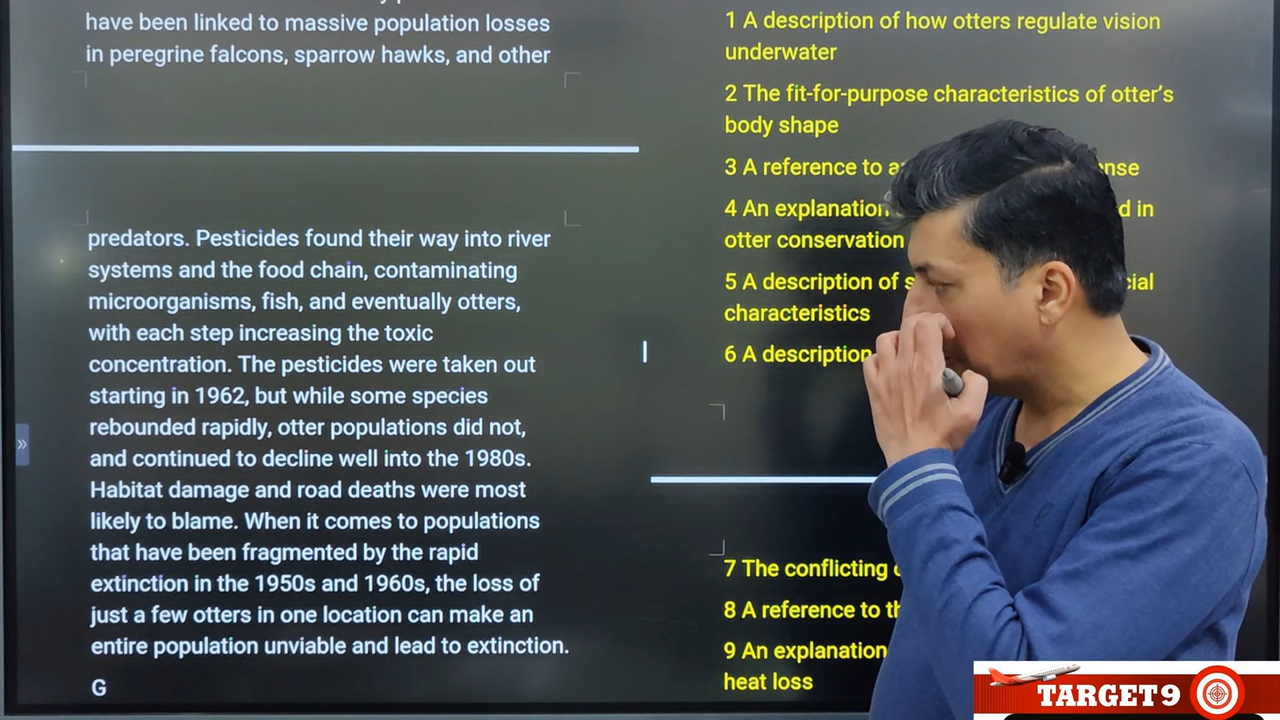 have been linked to massive population losses
in peregrine falcons, sparrow hawks, and other
predators. Pesticides found their way into river
systems and the food chain, contaminating
microorganisms, fish, and eventually otters,
with each step increasing the toxic
concentration. The pesticides were taken out
starting in 1962, but while some species
rebounded rapidly, otter populations did not,
and continued to decline well into the 1980s.
Habitat damage and road deaths were most
likely to blame. When it comes to populations
that have been fragmented by the rapid
extinction in the 1950s and 1960s, the loss of
just a few otters in one location can make an
entire population unviable and lead to extinction.
G
1 A description of how otters regulate vision
underwater
2 The fit-for-purpose characteristics of otter's
body shape
3 A reference to
4 An explanation in
otter conservation
5 A description of
characteristics
6 A description
7 The conflicting
8 A reference to
9 An explanation
heat loss
TARGET9